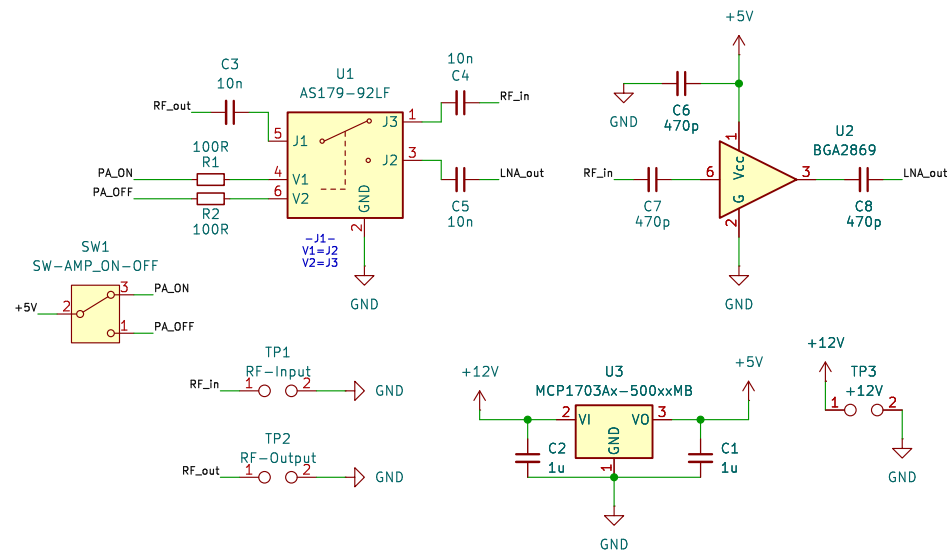 +5V
C3
10n
U1
AS179-92LF
10n
C4
RF_out
RF_in
5
J1
J3
1
J2
3
100R
R1
PA_ON
4
V1
PA_OFF
6
V2
R2
100R
GND
2
LNA_out
C5
10n
-J1-
V1=J2
V2=J3
GND
GND
C6
470p
1
U2
BGA2869
Vcc
G
RF_in
6
3
LNA_out
C7
470p
C8
470p
2
GND
SW1
SW-AMP_ON-OFF
+5V
2
3
PA_ON
1
PA_OFF
TP1
RF-Input
RF_in
1
2
GND
TP2
RF-Output
RF_out
1
2
GND
+12V
U3
MCP1703Ax-500xxMB
+5V
2
VI
VO
3
GND
1
C2
1u
C1
1u
GND
+12V
TP3
+12V
1
2
GND